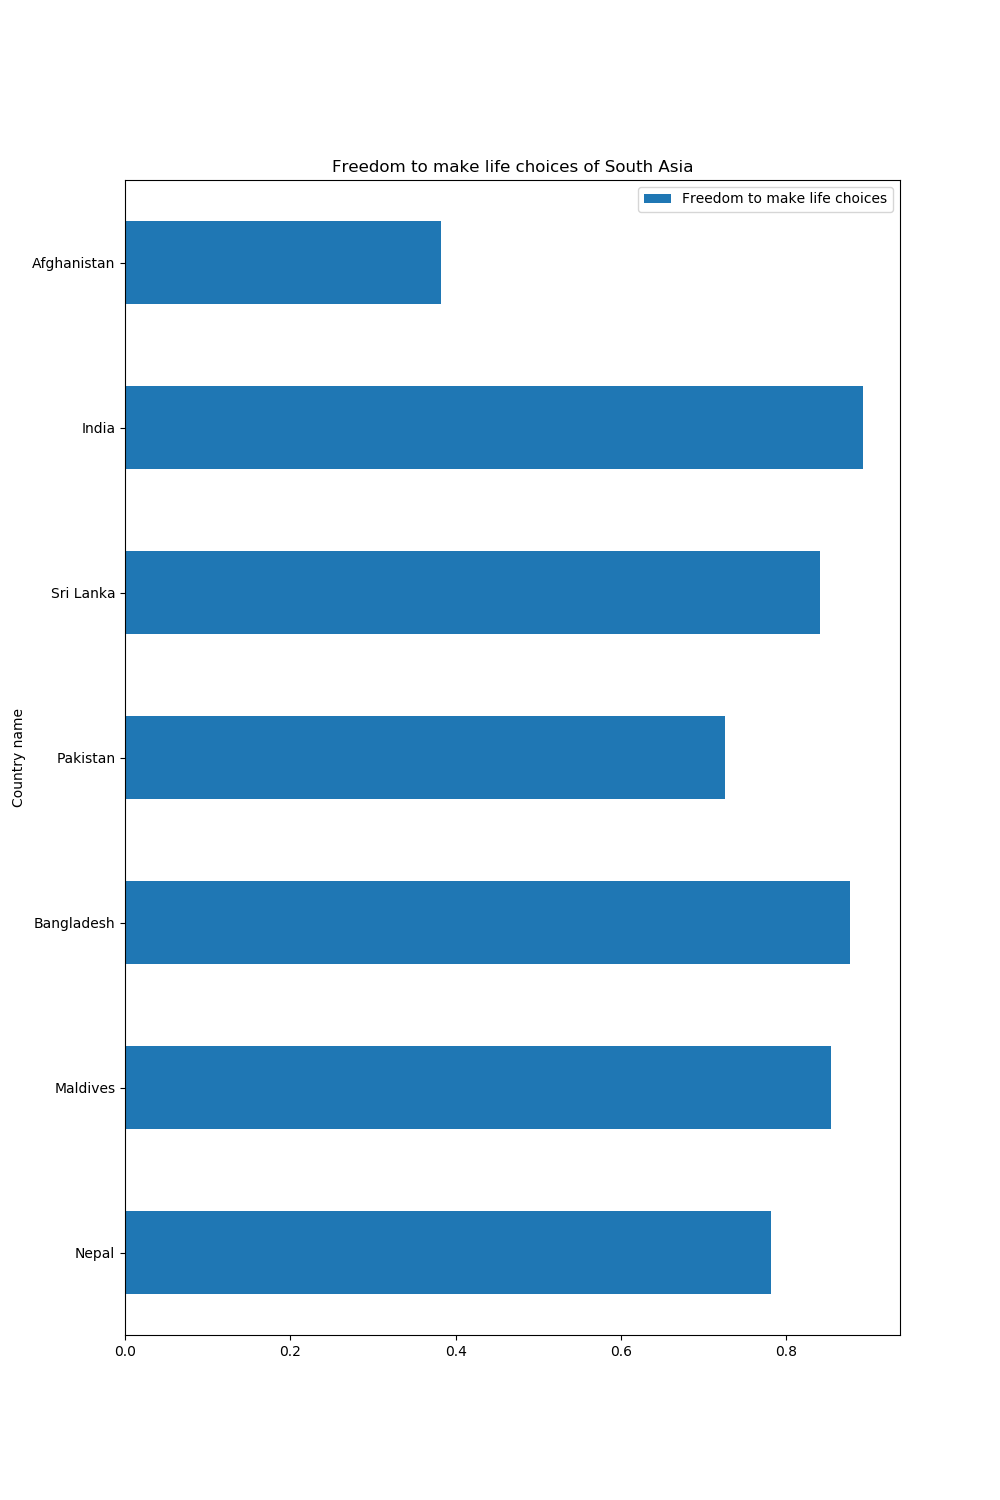 Freedom to make life choices of South Asia
Freedom to make life choices
Afghanistan
India
Sri Lanka
Pakistan
Bangladesh
Maldives
Nepal
Country name
0.0 0.2 0.4 0.6 0.8